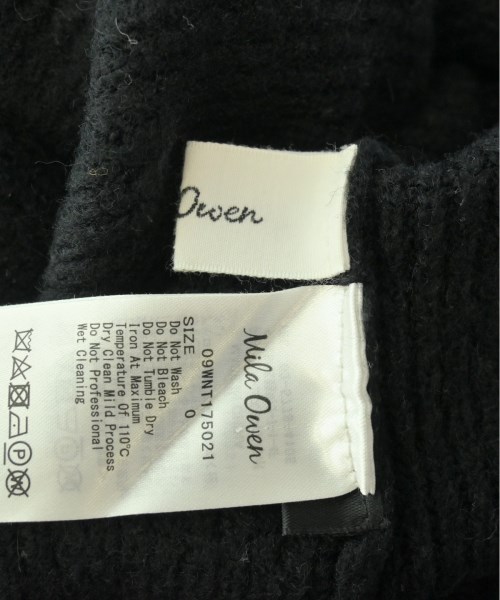 Owen
Mila Owen
09WNT175021
SIZE 0
Do Not Wash
Do Not Bleach
Do Not Tumble Dry
Iron At Maximum
Temperature Of 110℃
Dry Clean Mild Process
Do Not Professional
Wet Cleaning